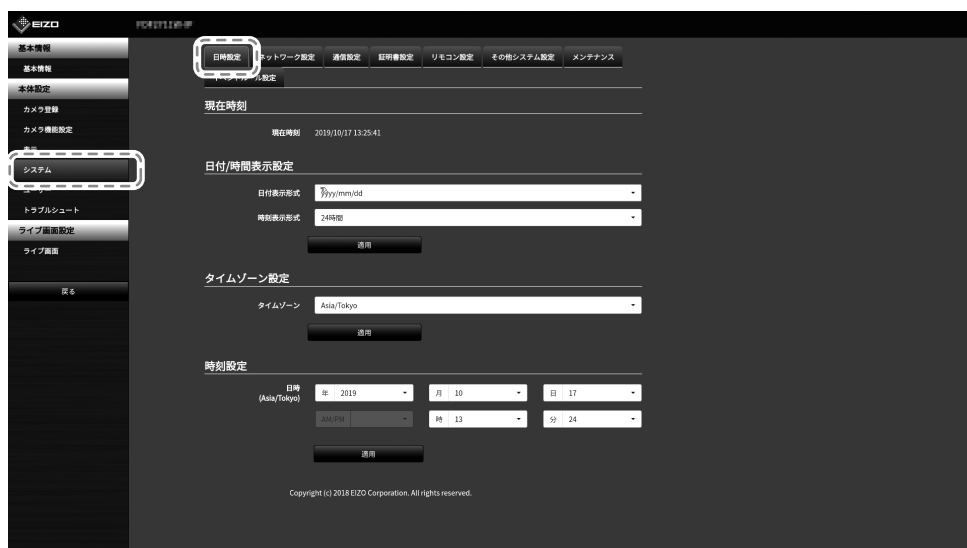 EIZO
基本情報
基本情報
本体設定
カメラ登録
カメラ機能設定
システム
トラブルシュート
ライブ画面設定
ライブ画面
戻る
日時設定 ネットワーク設定 通信設定 証明書設定 リモコン設定 その他システム設定 メンテナンス
ル設定
現在時刻
現在時刻 2019/10/17 13:25:41
日付/時間表示設定
日付表示形式 yyyy/mm/dd
時刻表示形式 24時間
適用
タイムゾーン設定
タイムゾーン Asia/Tokyo
適用
時刻設定
日時 (Asia/Tokyo) 年 2019 月 10 日 17
AM/PM 時 13 分 24
適用
Copyright (c) 2018 EIZO Corporation. All rights reserved.